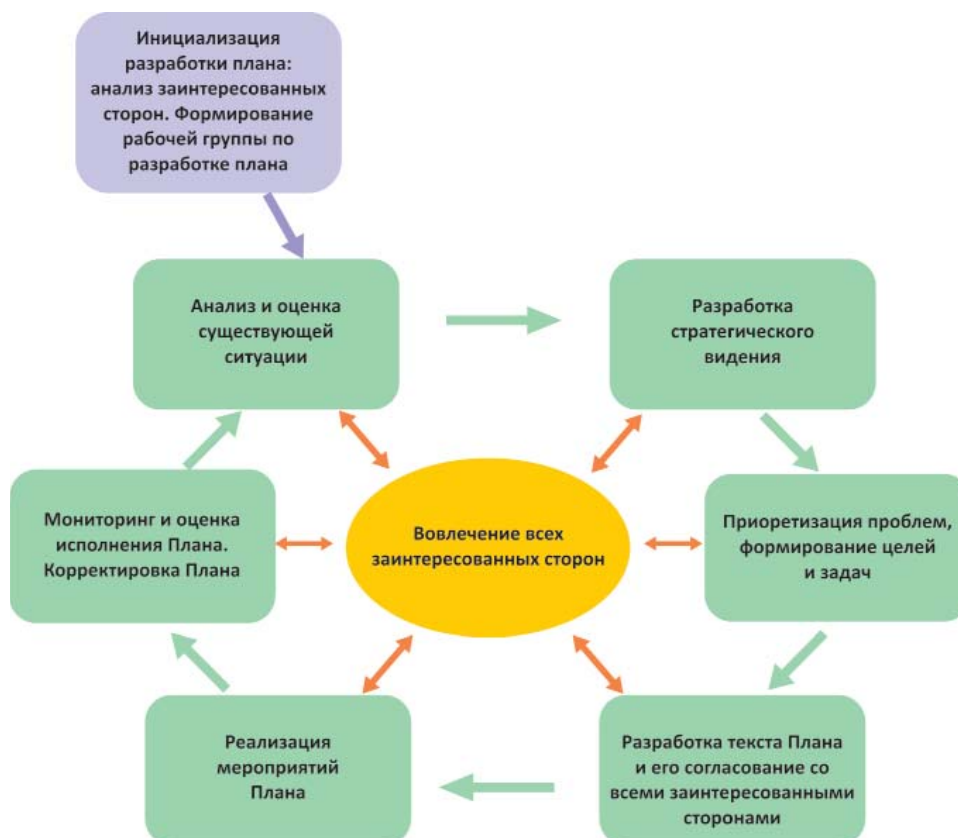 Инициализация
разработки плана:
анализ заинтересованных
сторон. Формирование
рабочей группы по
разработке плана
Анализ и оценка
существующей
ситуации
Разработка
стратегического
видения
Мониторинг и оценка
исполнения Плана.
Корректировка Плана
Вовлечение всех
заинтересованных сторон
Приоретизация проблем,
формирование целей
и задач
Реализация
мероприятий
Плана
Разработка текста Плана
и его согласование со
всеми заинтересованными
сторонами